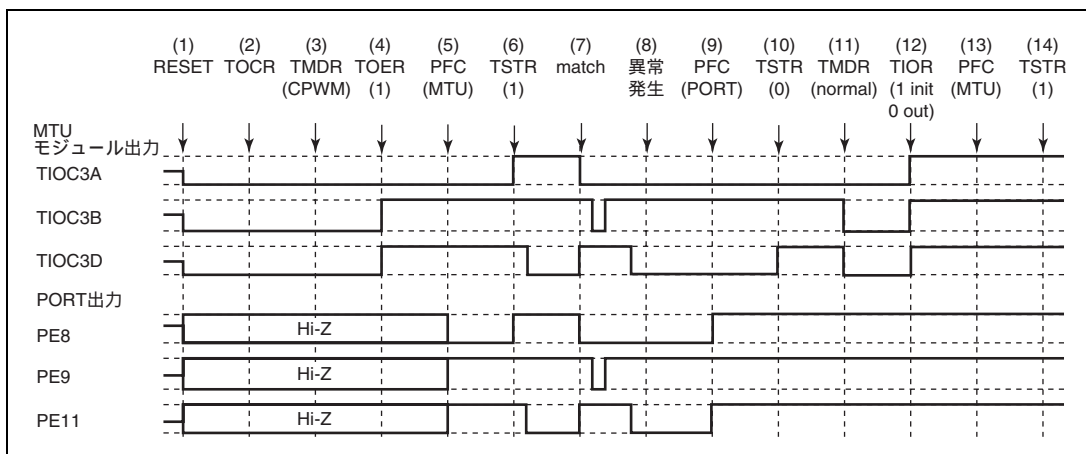 (1) (2) (3) (4) (5) (6) (7) (8) (9) (10) (11) (12) (13) (14)
RESET TOCR TMDR TOER PFC TSTR match 異常 PFC TSTR TMDR TIOR PFC TSTR
(CPWM) (1) (MTU) (1) 発生 (PORT) (0) (normal) (1 init (MTU) (1)
0 out)
MTU
モジュール出力
TIOC3A
TIOC3B
TIOC3D
PORT出力
PE8 Hi-Z
PE9 Hi-Z
PE11 Hi-Z